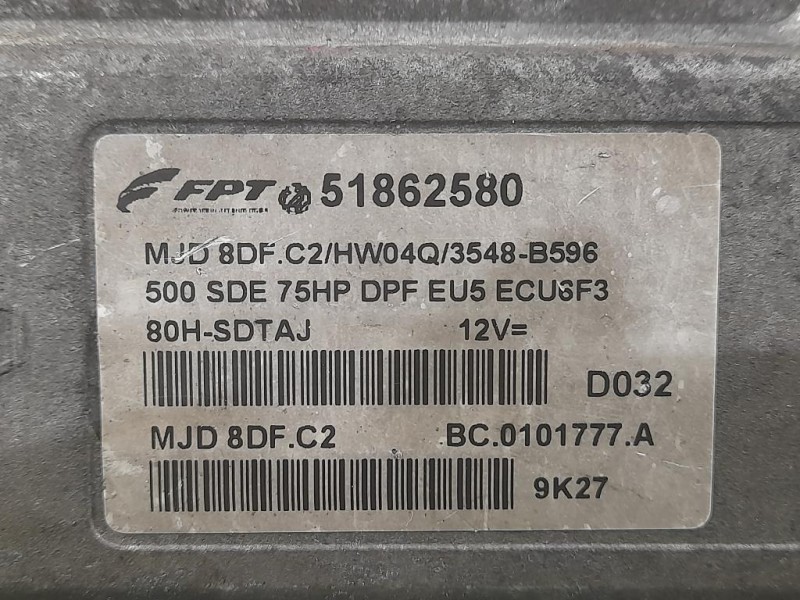 FPT 51862580
MJD 8DF.C2/HW04Q/3548-B596
500 SDE 75HP DPF EU5 ECU6F3
80H-SDTAJ 12V=
D032
MJD 8DF.C2 BC.0101777.A
9K27